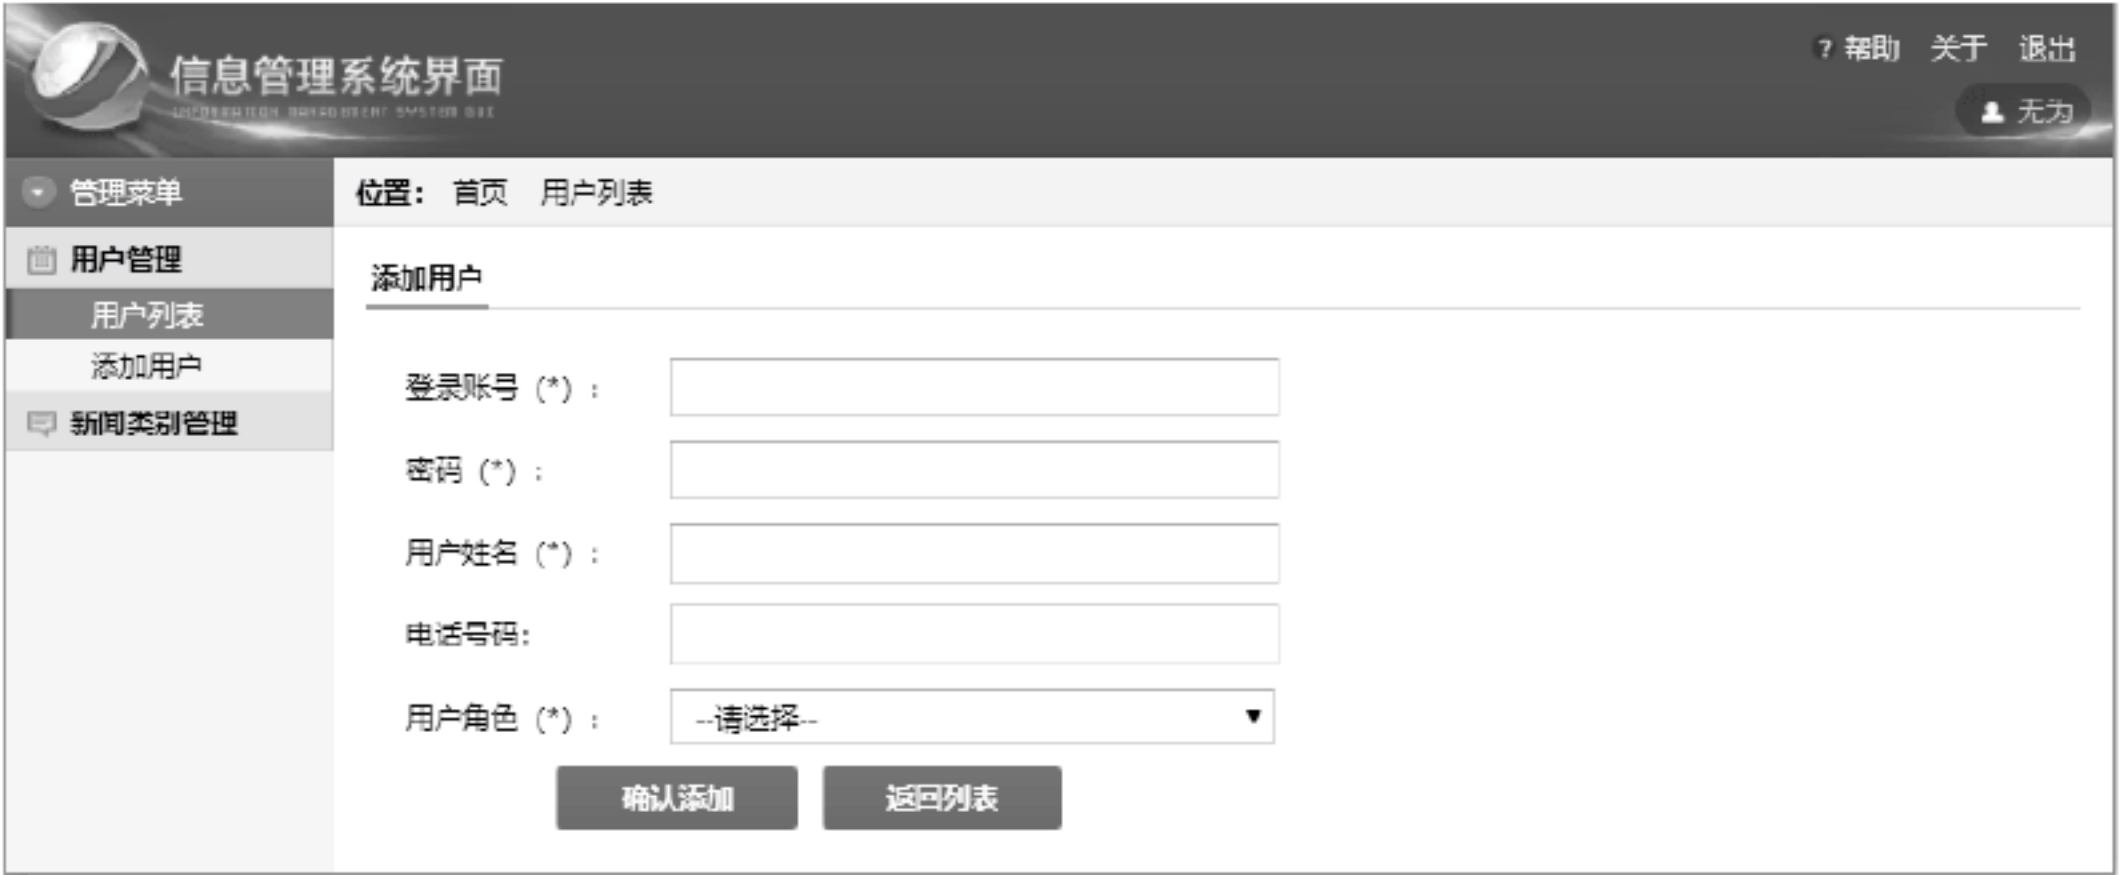 信息管理系统界面
INFORMATION MANAGEMENT SYSTEM GUI
? 帮助 关于 退出
无为
管理菜单
位置： 首页 用户列表
用户管理
用户列表
添加用户
新闻类别管理
添加用户
登录账号 (*) ：
密码 (*) ：
用户姓名 (*) ：
电话号码:
用户角色 (*) ：
--请选择--
确认添加 返回列表